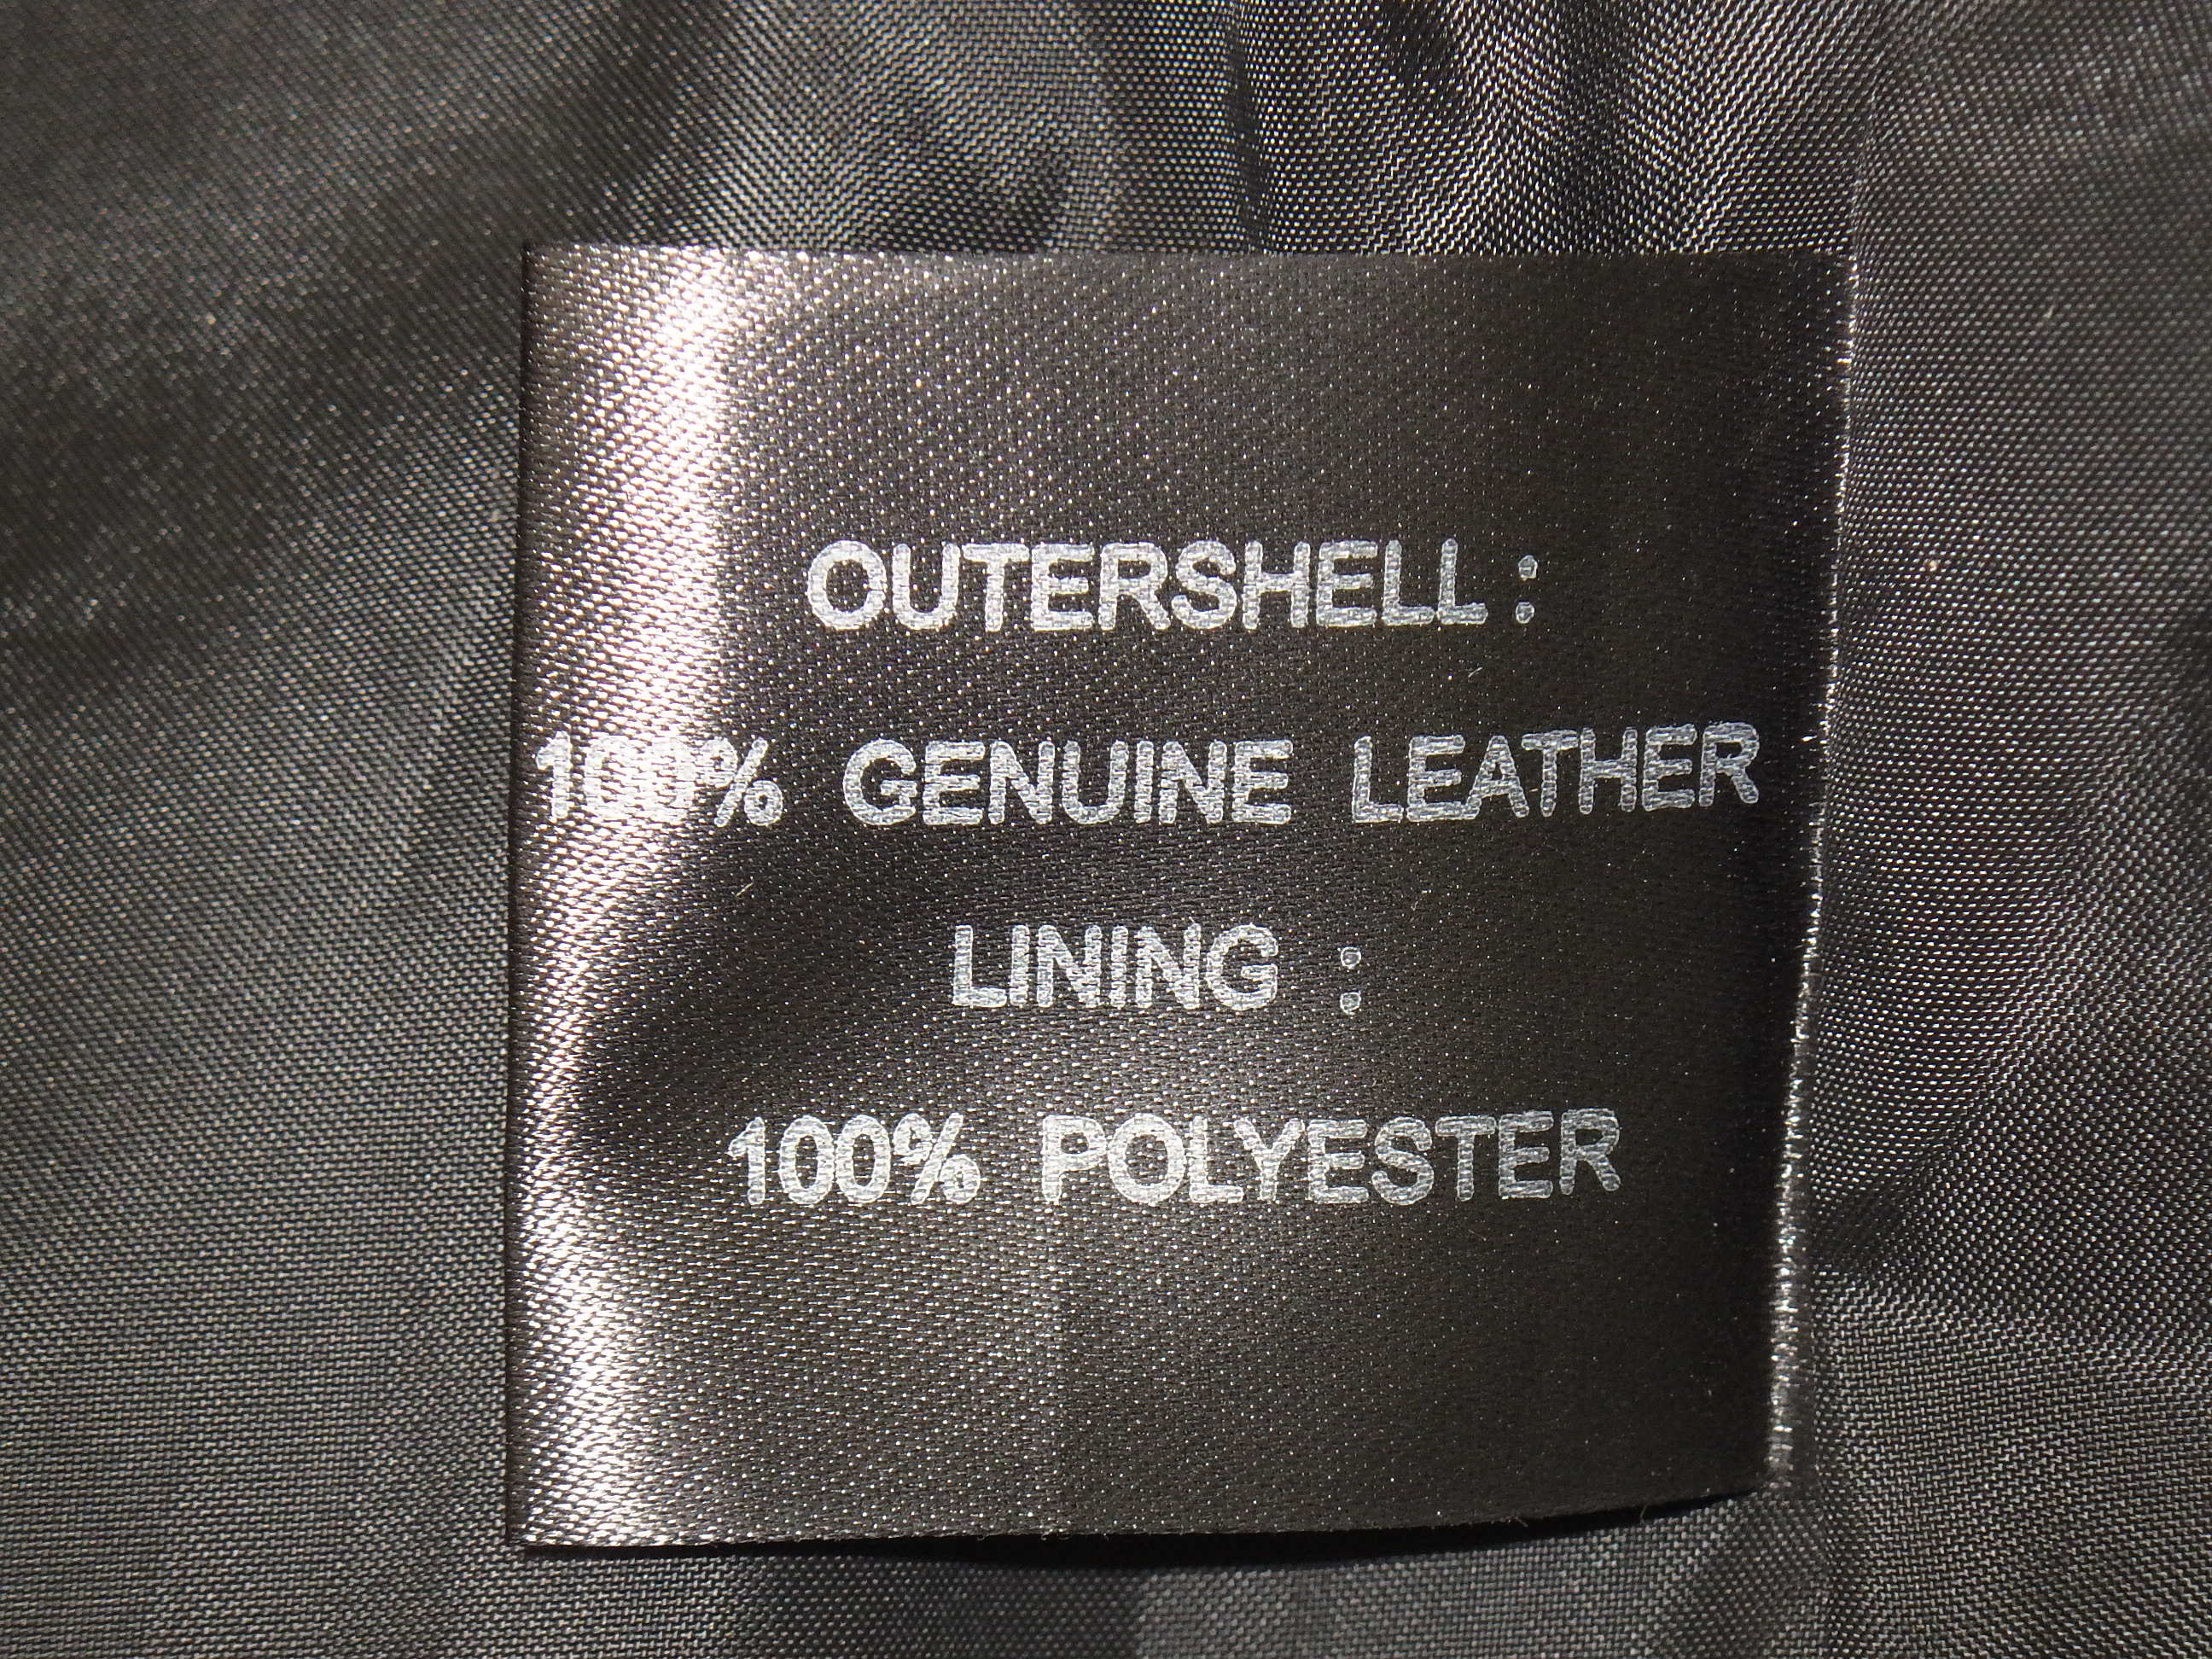 OUTERSHELL :
100% GENUINE LEATHER
LINING :
100% POLYESTER